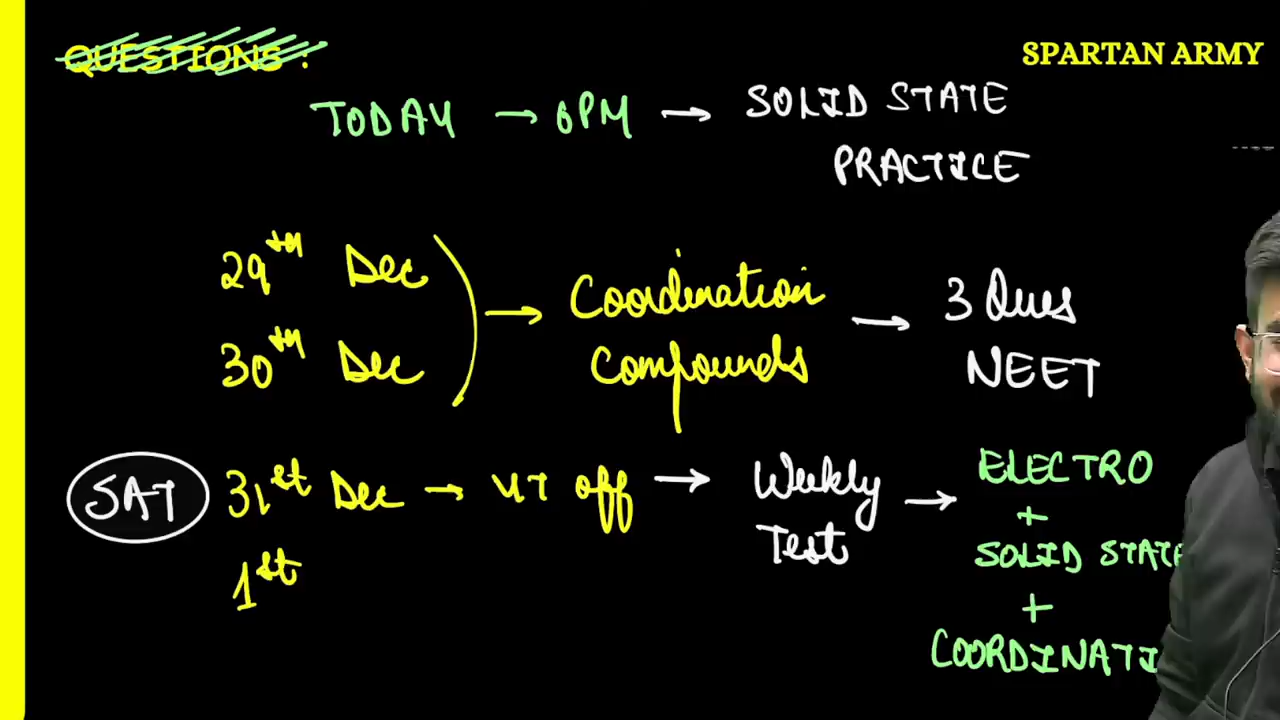 QUESTIONS :
SPARTAN ARMY
TODAY → 6PM → SOLID STATE
PRACTICE
29th Dec
30th Dec
→ Coordination
Compounds
→ 3 Ques
NEET
SAT 31st Dec → YT off → Weekly
Test
→ ELECTRO
+
SOLID STATE
+
COORDINATI
1st